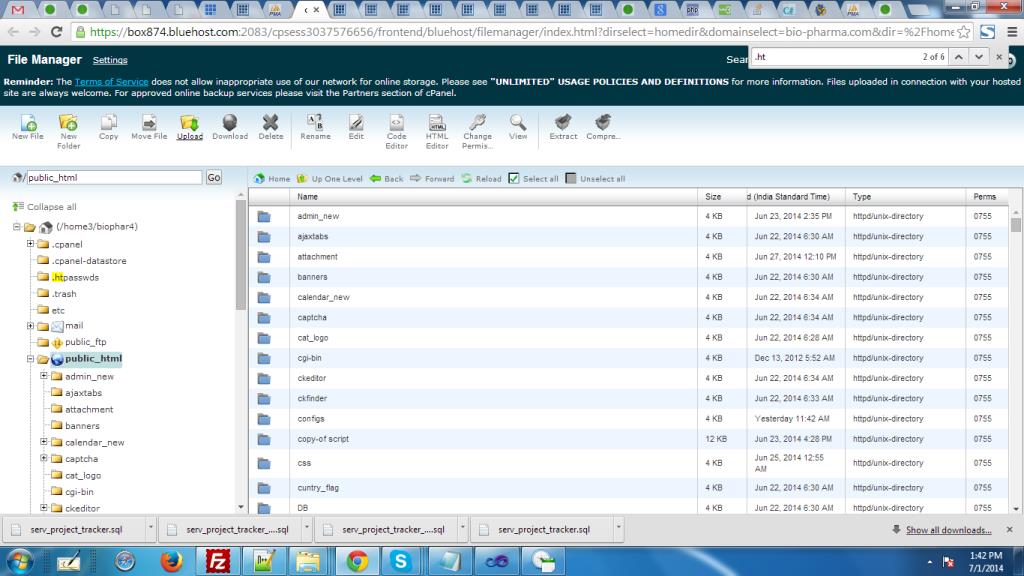 https://box874.bluehost.com:2083/cpsess3037576656/frontend/bluehost/filemanager/index.html?dirselect=homedir&domainselect=bio-pharma.com&dir=%2Fhome
File Manager Settings
Sear
.ht 2 of 6
Reminder: The Terms of Service does not allow inappropriate use of our network for online storage. Please see "UNLIMITED" USAGE POLICIES AND DEFINITIONS for more information. Files uploaded in connection with your hosted
site are always welcome. For approved online backup services please visit the Partners section of cPanel.
New File New Folder Copy Move File Upload Download Delete Rename Edit Code Editor HTML Editor Change Permis... View Extract Compre...
/public_html Go
Home Up One Level Back Forward Reload Select all Unselect all
Collapse all
(/home3/biophar4)
.cpanel
.cpanel-datastore
.htpasswds
.trash
etc
mail
public_ftp
public_html
admin_new
ajaxtabs
attachment
banners
calendar_new
captcha
cat_logo
cgi-bin
ckeditor
Name Size d (India Standard Time) Type Perms
admin_new 4 KB Jun 23, 2014 2:35 PM httpd/unix-directory 0755
ajaxtabs 4 KB Jun 22, 2014 6:30 AM httpd/unix-directory 0755
attachment 4 KB Jun 27, 2014 12:10 PM httpd/unix-directory 0755
banners 4 KB Jun 22, 2014 6:30 AM httpd/unix-directory 0755
calendar_new 4 KB Jun 22, 2014 6:34 AM httpd/unix-directory 0755
captcha 4 KB Jun 22, 2014 6:34 AM httpd/unix-directory 0755
cat_logo 4 KB Jun 22, 2014 6:28 AM httpd/unix-directory 0755
cgi-bin 4 KB Dec 13, 2012 5:52 AM httpd/unix-directory 0755
ckeditor 4 KB Jun 22, 2014 6:34 AM httpd/unix-directory 0755
ckfinder 4 KB Jun 22, 2014 6:33 AM httpd/unix-directory 0755
configs 4 KB Yesterday 11:42 AM httpd/unix-directory 0755
copy-of script 12 KB Jun 23, 2014 4:28 PM httpd/unix-directory 0755
css 4 KB Jun 25, 2014 12:55 AM httpd/unix-directory 0755
cuntry_flag 4 KB Jun 22, 2014 6:30 AM httpd/unix-directory 0755
DB 4 KB Jun 22, 2014 6:30 AM httpd/unix-directory 0755
serv_project_tracker.sql serv_project_tracker_....sql serv_project_tracker_....sql serv_project_tracker.sql Show all downloads...
1:42 PM
7/1/2014